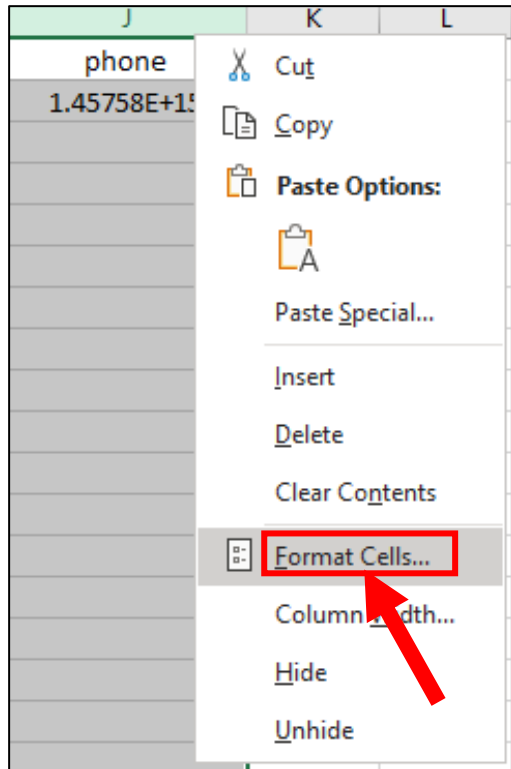 J K L
phone
1.45758E+15
Cut
Copy
Paste Options:
Paste Special...
Insert
Delete
Clear Contents
Format Cells...
Column Width...
Hide
Unhide